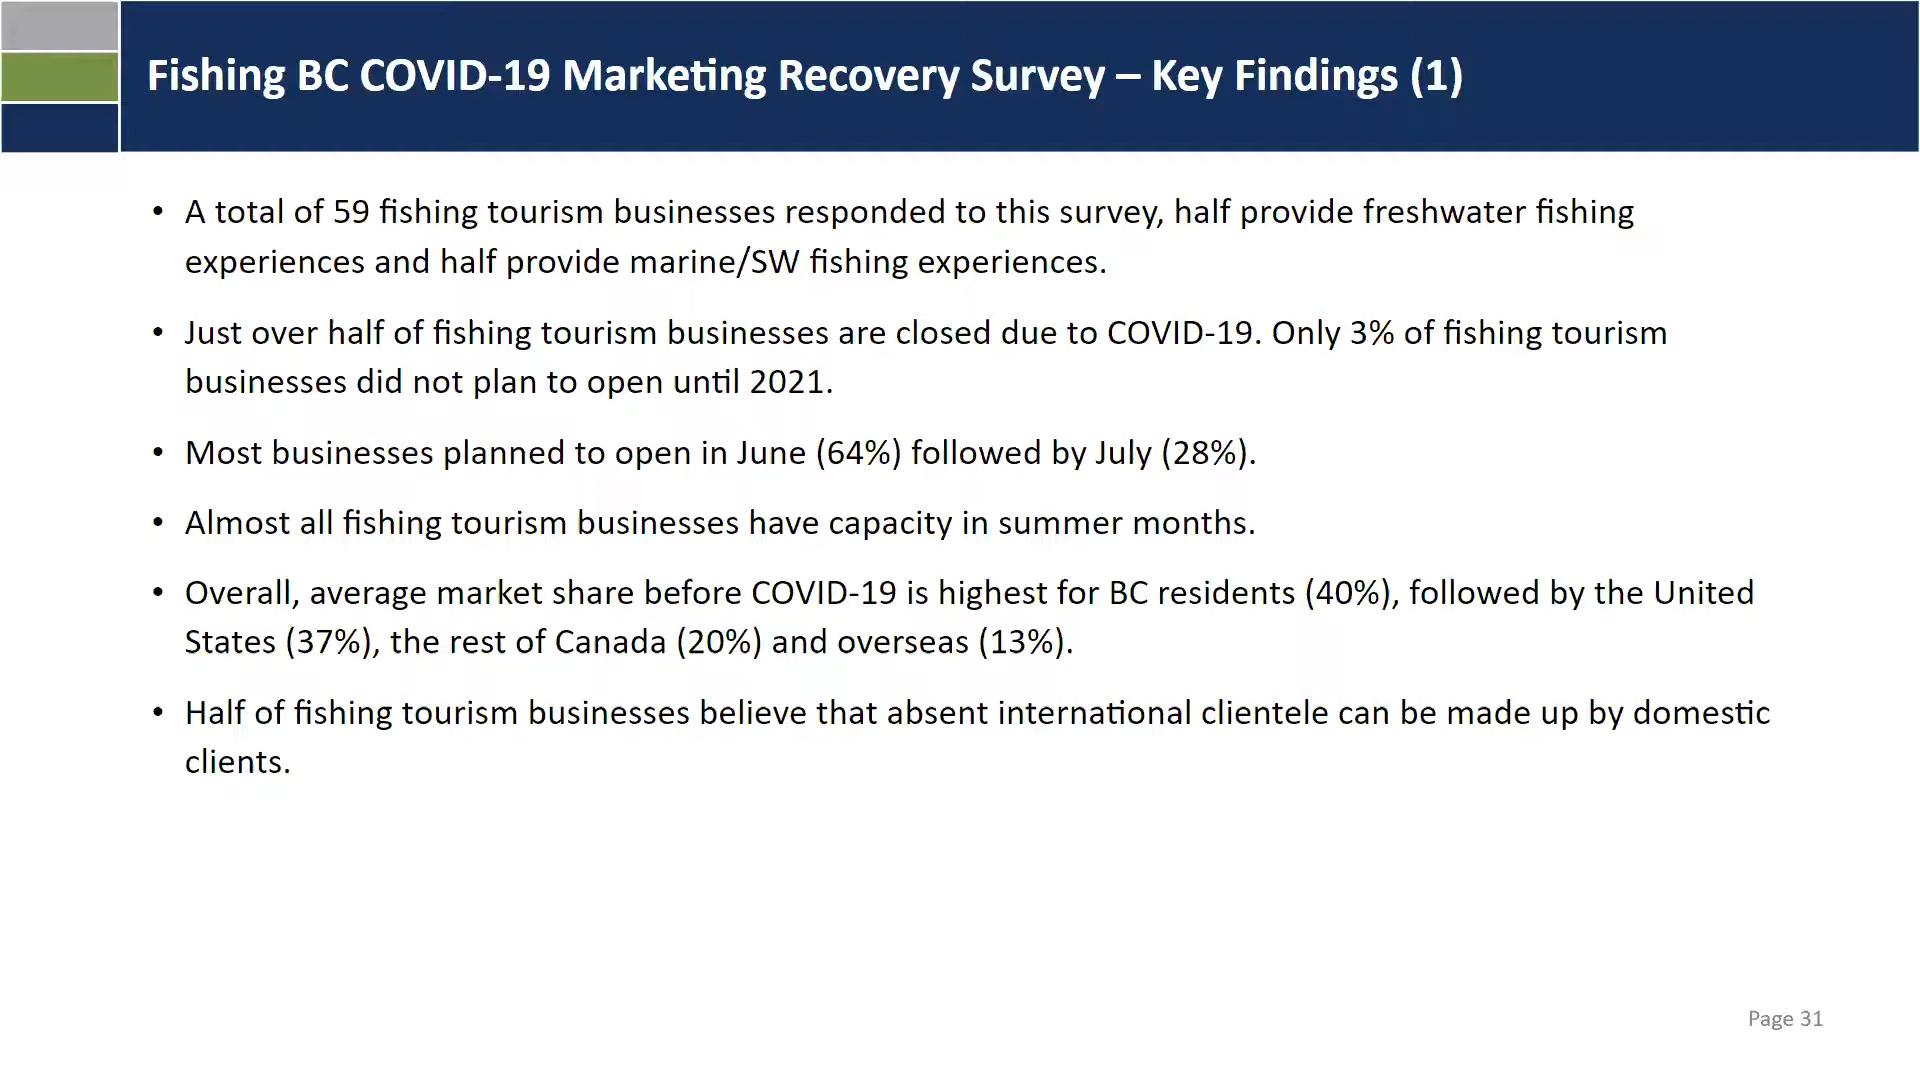 Fishing BC COVID-19 Marketing Recovery Survey – Key Findings (1)
• A total of 59 fishing tourism businesses responded to this survey, half provide freshwater fishing
experiences and half provide marine/SW fishing experiences.
• Just over half of fishing tourism businesses are closed due to COVID-19. Only 3% of fishing tourism
businesses did not plan to open until 2021.
• Most businesses planned to open in June (64%) followed by July (28%).
• Almost all fishing tourism businesses have capacity in summer months.
• Overall, average market share before COVID-19 is highest for BC residents (40%), followed by the United
States (37%), the rest of Canada (20%) and overseas (13%).
• Half of fishing tourism businesses believe that absent international clientele can be made up by domestic
clients.
Page 31